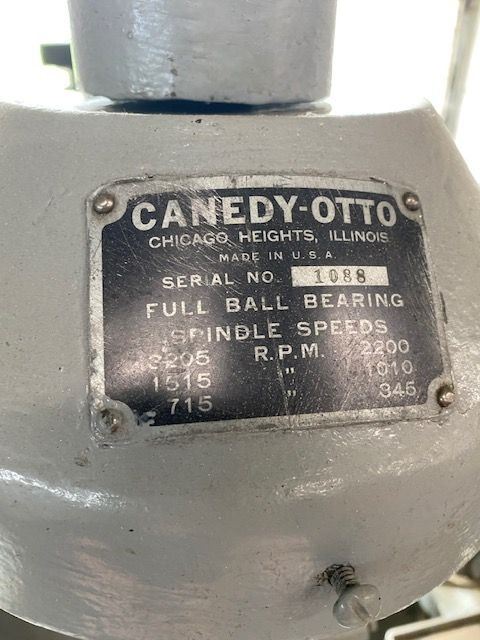 CANEDY-OTTO
CHICAGO HEIGHTS, ILLINOIS
MADE IN U.S.A.
SERIAL NO. 1088
FULL BALL BEARING
SPINDLE SPEEDS
3205 R.P.M. 2200
1515 " 1010
715 " 345